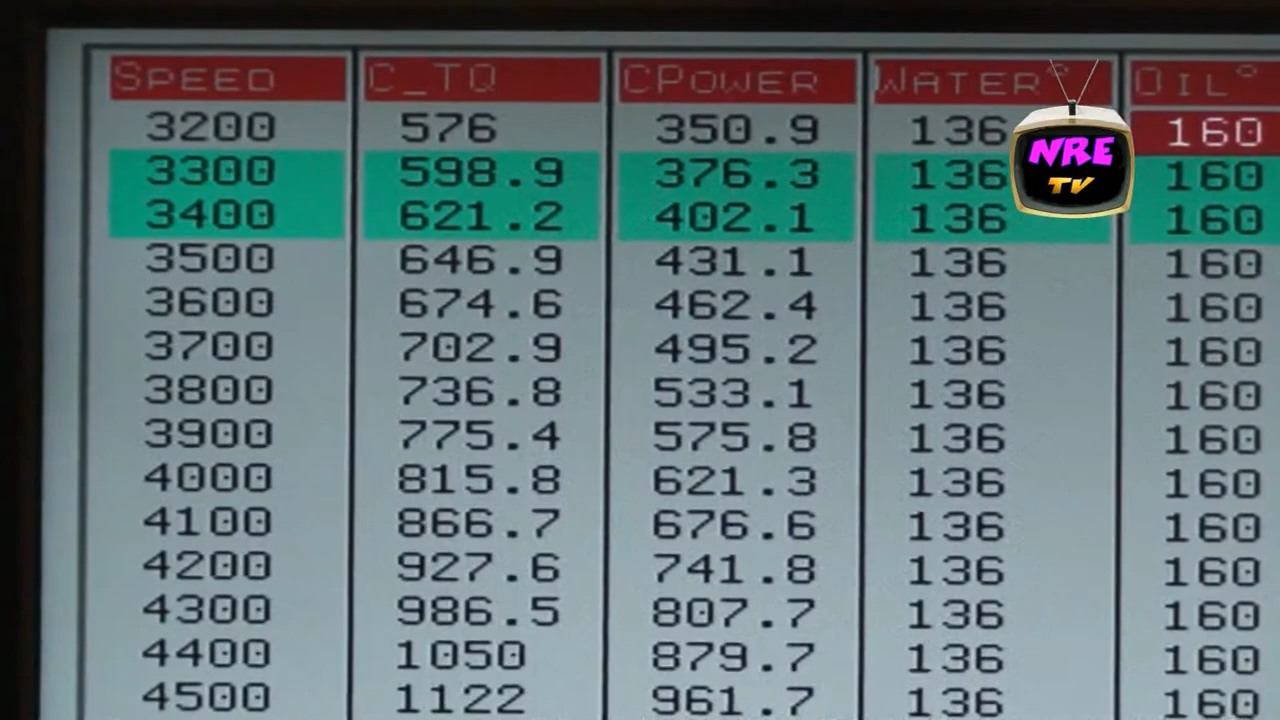 SPEED C_TQ CPOWER WATER° OIL°
3200 576 350.9 136 160
3300 598.9 376.3 136 160
3400 621.2 402.1 136 160
3500 646.9 431.1 136 160
3600 674.6 462.4 136 160
3700 702.9 495.2 136 160
3800 736.8 533.1 136 160
3900 775.4 575.8 136 160
4000 815.8 621.3 136 160
4100 866.7 676.6 136 160
4200 927.6 741.8 136 160
4300 986.5 807.7 136 160
4400 1050 879.7 136 160
4500 1122 961.7 136 160
NRE
TV